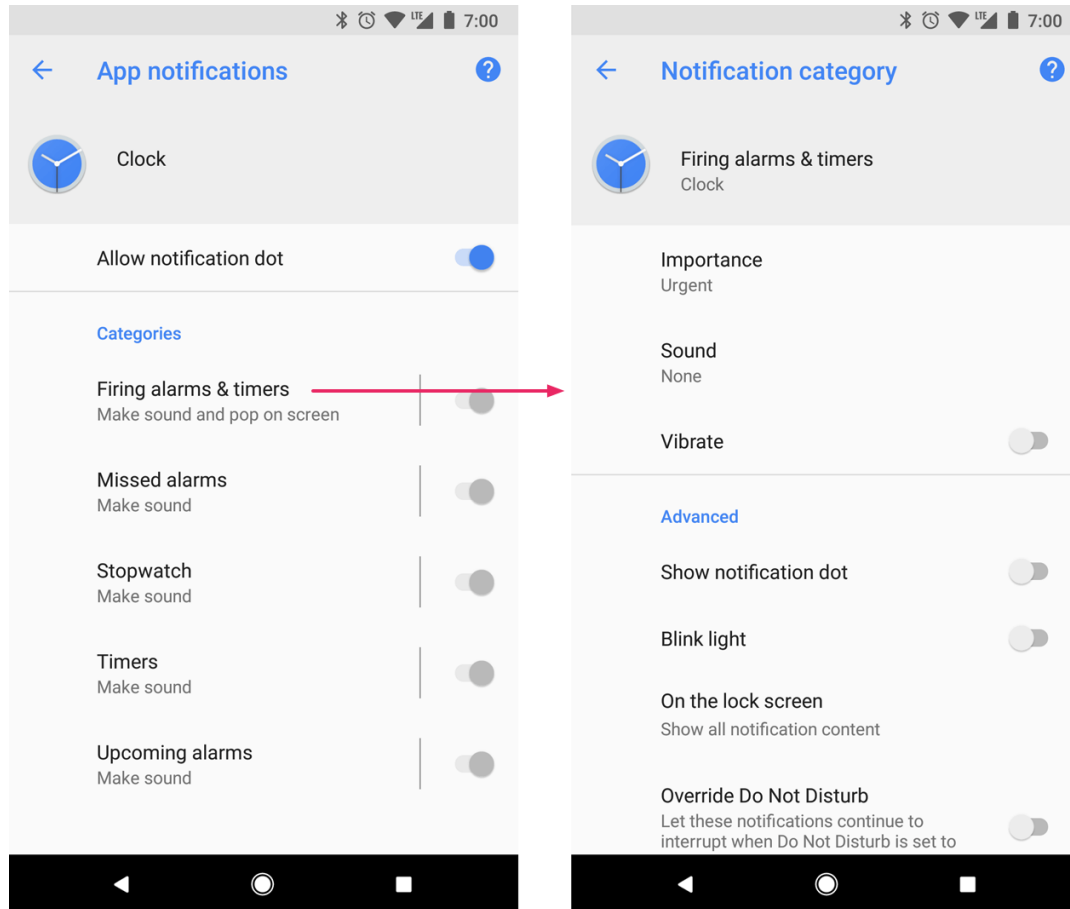 LTE 7:00
App notifications ?
Clock
Allow notification dot
Categories
Firing alarms & timers
Make sound and pop on screen
Missed alarms
Make sound
Stopwatch
Make sound
Timers
Make sound
Upcoming alarms
Make sound
LTE 7:00
Notification category ?
Firing alarms & timers
Clock
Importance
Urgent
Sound
None
Vibrate
Advanced
Show notification dot
Blink light
On the lock screen
Show all notification content
Override Do Not Disturb
Let these notifications continue to
interrupt when Do Not Disturb is set to